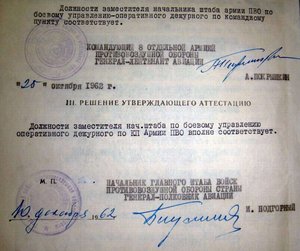 Должности заместителя начальника штаба армии ПВО по
боевому управлению-оперативного дежурного по командному
пункту соответствует.
КОМАНДУЮЩИЙ 8 ОТДЕЛЬНОЙ АРМИЕЙ
ПРОТИВОВОЗДУШНОЙ ОБОРОНЫ
ГЕНЕРАЛ-ЛЕЙТЕНАНТ АВИАЦИИ
А.ПОКРЫШКИН
"25" октября 1962 г.
III. РЕШЕНИЕ УТВЕРЖДАЮЩЕГО АТТЕСТАЦИЮ
Должности заместителя нач.штаба по боевому управлению
оперативного дежурного по КП Армии ПВО вполне соответствует.
М.П.
НАЧАЛЬНИК ГЛАВНОГО ШТАБА ВОЙСК
ПРОТИВОВОЗДУШНОЙ ОБОРОНЫ СТРАНЫ
ГЕНЕРАЛ-ПОЛКОВНИК АВИАЦИИ
Н. ПОДГОРНЫЙ
декабря 1962